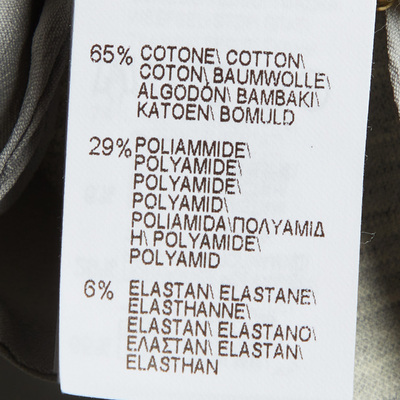 65% COTONE\ COTTON\
COTON\ BAUMWOLLE\
ALGODÓN\ BAMBAKI\
KATOEN\ BOMULD
29% POLIAMMIDE\
POLYAMIDE\
POLYAMIDE\
POLYAMID\
POLIAMIDA\ΠΟΛΥΑΜΙΔ
Η\ POLYAMIDE\
POLYAMID
6% ELASTAN\ ELASTANE\
ELASTHANNE\
ELASTAN\ ELASTANO\
ΕΛΑΣΤΑΝ\ ELASTAN\
ELASTHAN